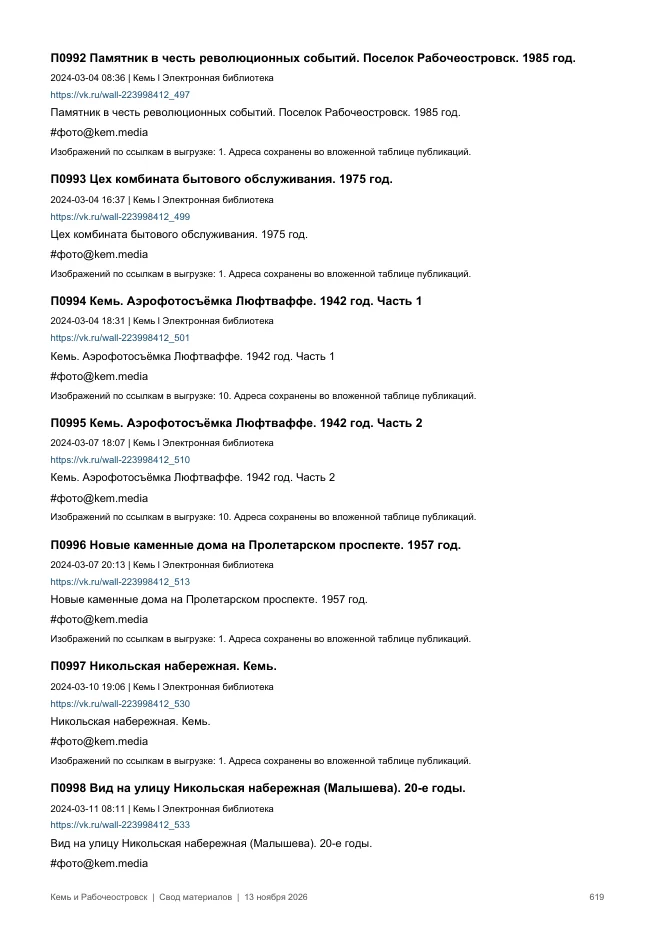 П0992 Памятник в честь революционных событий. Поселок Рабочеостровск. 1985 год.
2024-03-04 08:36 | Кемь I Электронная библиотека
https://vk.ru/wall-223998412_497
Памятник в честь революционных событий. Поселок Рабочеостровск. 1985 год.
#фото@kem.media
Изображений по ссылкам в выгрузке: 1. Адреса сохранены во вложенной таблице публикаций.
П0993 Цех комбината бытового обслуживания. 1975 год.
2024-03-04 16:37 | Кемь I Электронная библиотека
https://vk.ru/wall-223998412_499
Цех комбината бытового обслуживания. 1975 год.
#фото@kem.media
Изображений по ссылкам в выгрузке: 1. Адреса сохранены во вложенной таблице публикаций.
П0994 Кемь. Аэрофотосъёмка Люфтваффе. 1942 год. Часть 1
2024-03-04 18:31 | Кемь I Электронная библиотека
https://vk.ru/wall-223998412_501
Кемь. Аэрофотосъёмка Люфтваффе. 1942 год. Часть 1
#фото@kem.media
Изображений по ссылкам в выгрузке: 10. Адреса сохранены во вложенной таблице публикаций.
П0995 Кемь. Аэрофотосъёмка Люфтваффе. 1942 год. Часть 2
2024-03-07 18:07 | Кемь I Электронная библиотека
https://vk.ru/wall-223998412_510
Кемь. Аэрофотосъёмка Люфтваффе. 1942 год. Часть 2
#фото@kem.media
Изображений по ссылкам в выгрузке: 10. Адреса сохранены во вложенной таблице публикаций.
П0996 Новые каменные дома на Пролетарском проспекте. 1957 год.
2024-03-07 20:13 | Кемь I Электронная библиотека
https://vk.ru/wall-223998412_513
Новые каменные дома на Пролетарском проспекте. 1957 год.
#фото@kem.media
Изображений по ссылкам в выгрузке: 1. Адреса сохранены во вложенной таблице публикаций.
П0997 Никольская набережная. Кемь.
2024-03-10 19:06 | Кемь I Электронная библиотека
https://vk.ru/wall-223998412_530
Никольская набережная. Кемь.
#фото@kem.media
Изображений по ссылкам в выгрузке: 1. Адреса сохранены во вложенной таблице публикаций.
П0998 Вид на улицу Никольская набережная (Малышева). 20-е годы.
2024-03-11 08:11 | Кемь I Электронная библиотека
https://vk.ru/wall-223998412_533
Вид на улицу Никольская набережная (Малышева). 20-е годы.
#фото@kem.media
Кемь и Рабочеостровск | Свод материалов | 13 ноября 2026 619